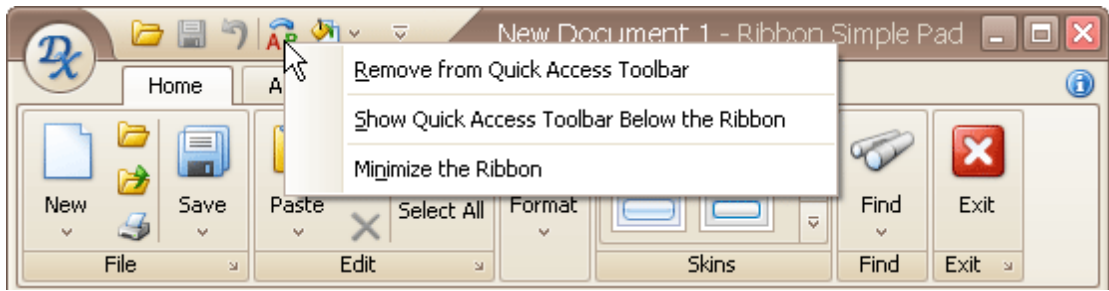 DX
New Document 1 - Ribbon Simple Pad
Home
A
Remove from Quick Access Toolbar
Show Quick Access Toolbar Below the Ribbon
Minimize the Ribbon
New
Save
Paste
Select All
Format
Find
Exit
File
Edit
Skins
Find
Exit